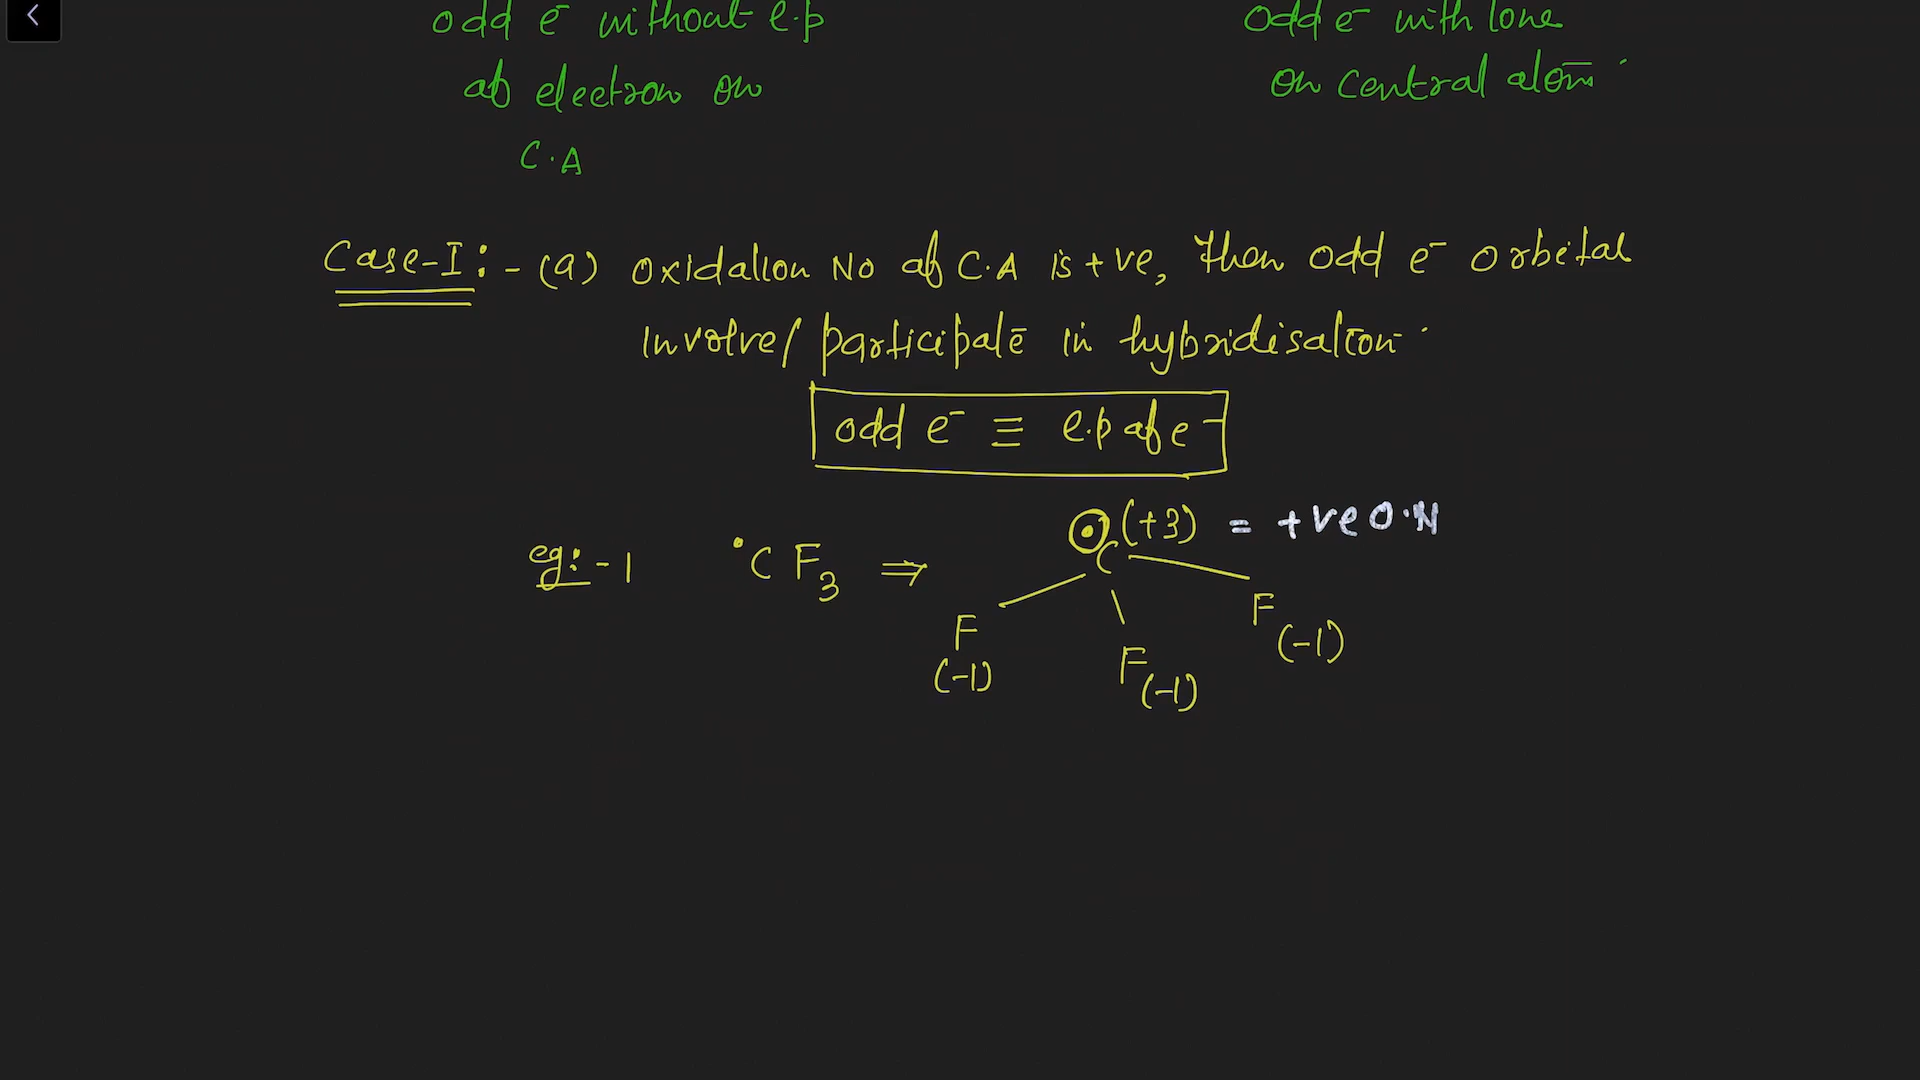 odd e⁻ without l.p
of electron on
C.A
odd e⁻ with lone
on central atom.
Case-I:- (a) oxidation No of C.A is +ve, then odd e⁻ orbital
involve/participate in hybridisation.
odd e⁻ ≡ l.p of e⁻
(+3) = +ve O.N
eg:-1 •CF₃ ⇒ C
F F F
(-1) (-1) (-1)